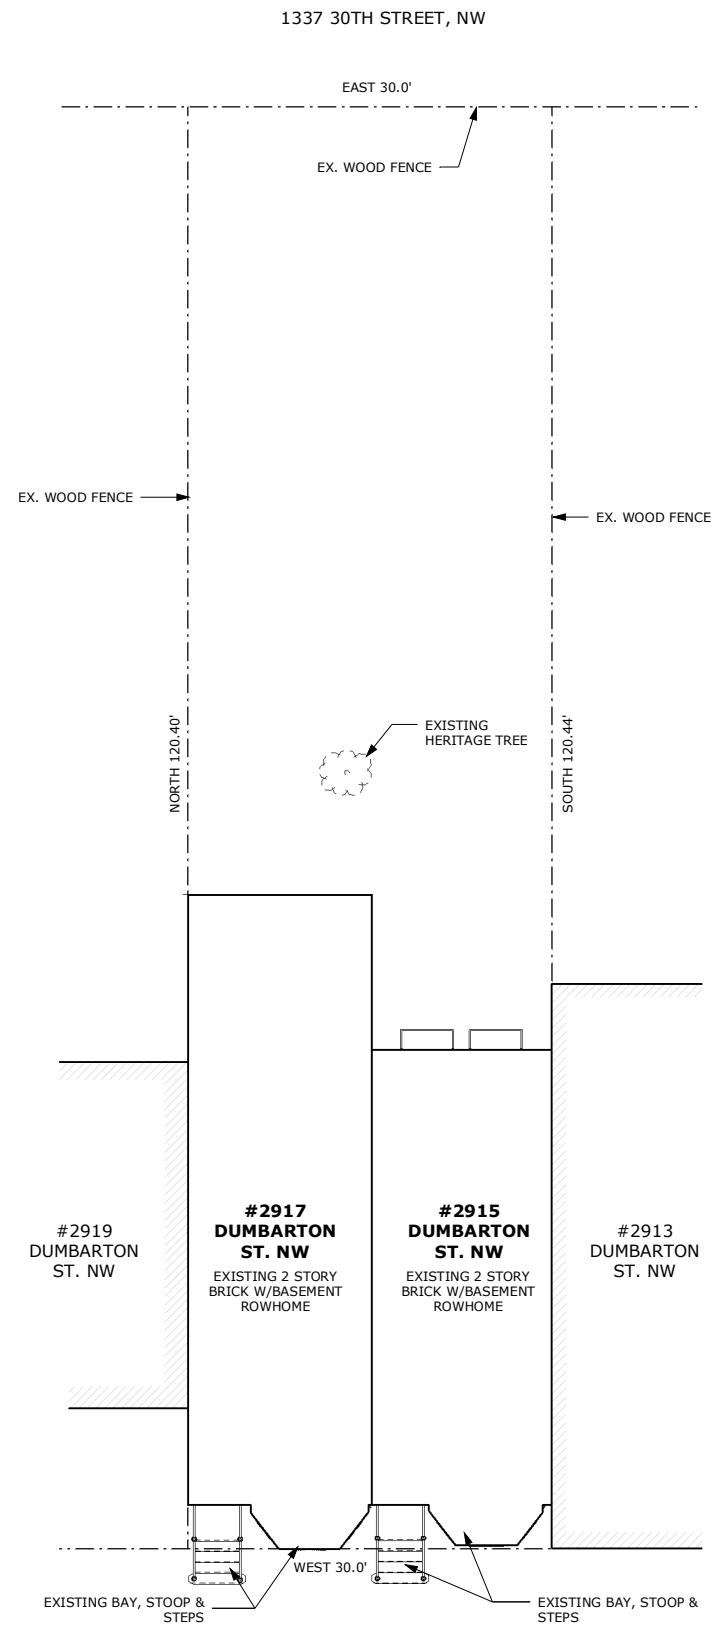 1337 30TH STREET, NW
EAST 30.0'
EX. WOOD FENCE
EX. WOOD FENCE
EX. WOOD FENCE
NORTH 120.40'
EXISTING
HERITAGE TREE
SOUTH 120.44'
#2919
DUMBARTON
ST. NW
#2917
DUMBARTON
ST. NW
EXISTING 2 STORY
BRICK W/BASEMENT
ROWHOME
#2915
DUMBARTON
ST. NW
EXISTING 2 STORY
BRICK W/BASEMENT
ROWHOME
#2913
DUMBARTON
ST. NW
WEST 30.0'
EXISTING BAY, STOOP &
STEPS
EXISTING BAY, STOOP &
STEPS